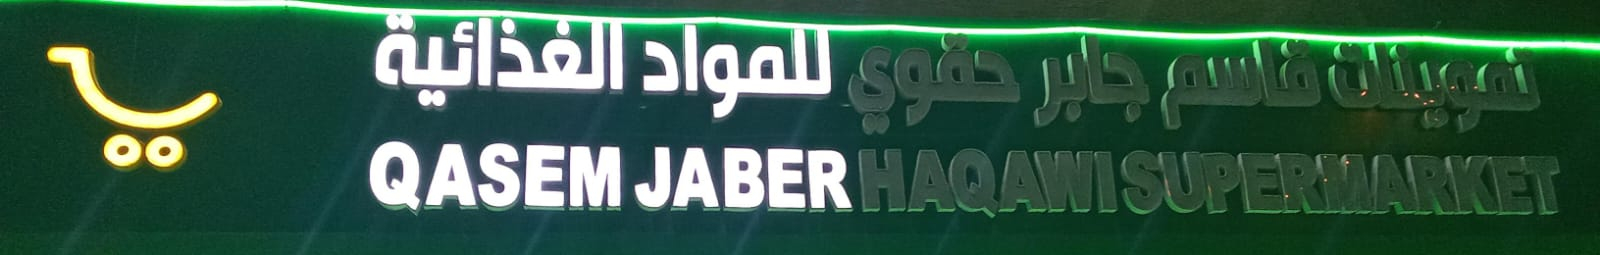 تموينات قاسم جابر حقوي للمواد الغذائية
QASEM JABER HAQAWI SUPERMARKET